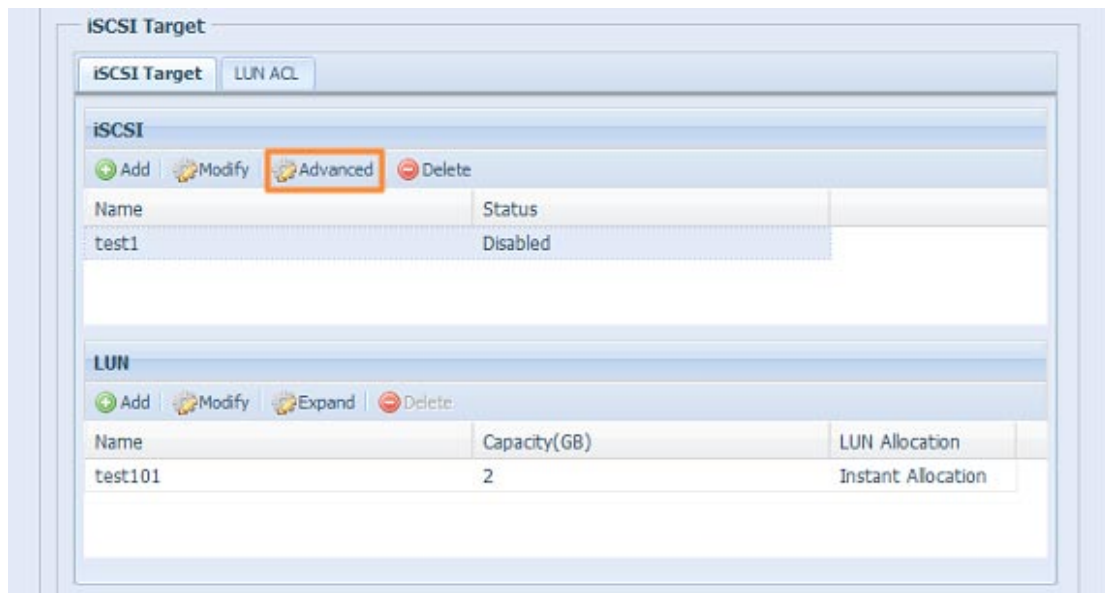 iSCSI Target
iSCSI Target LUN ACL
iSCSI
Add Modify Advanced Delete
Name Status
test1 Disabled
LUN
Add Modify Expand Delete
Name Capacity(GB) LUN Allocation
test101 2 Instant Allocation